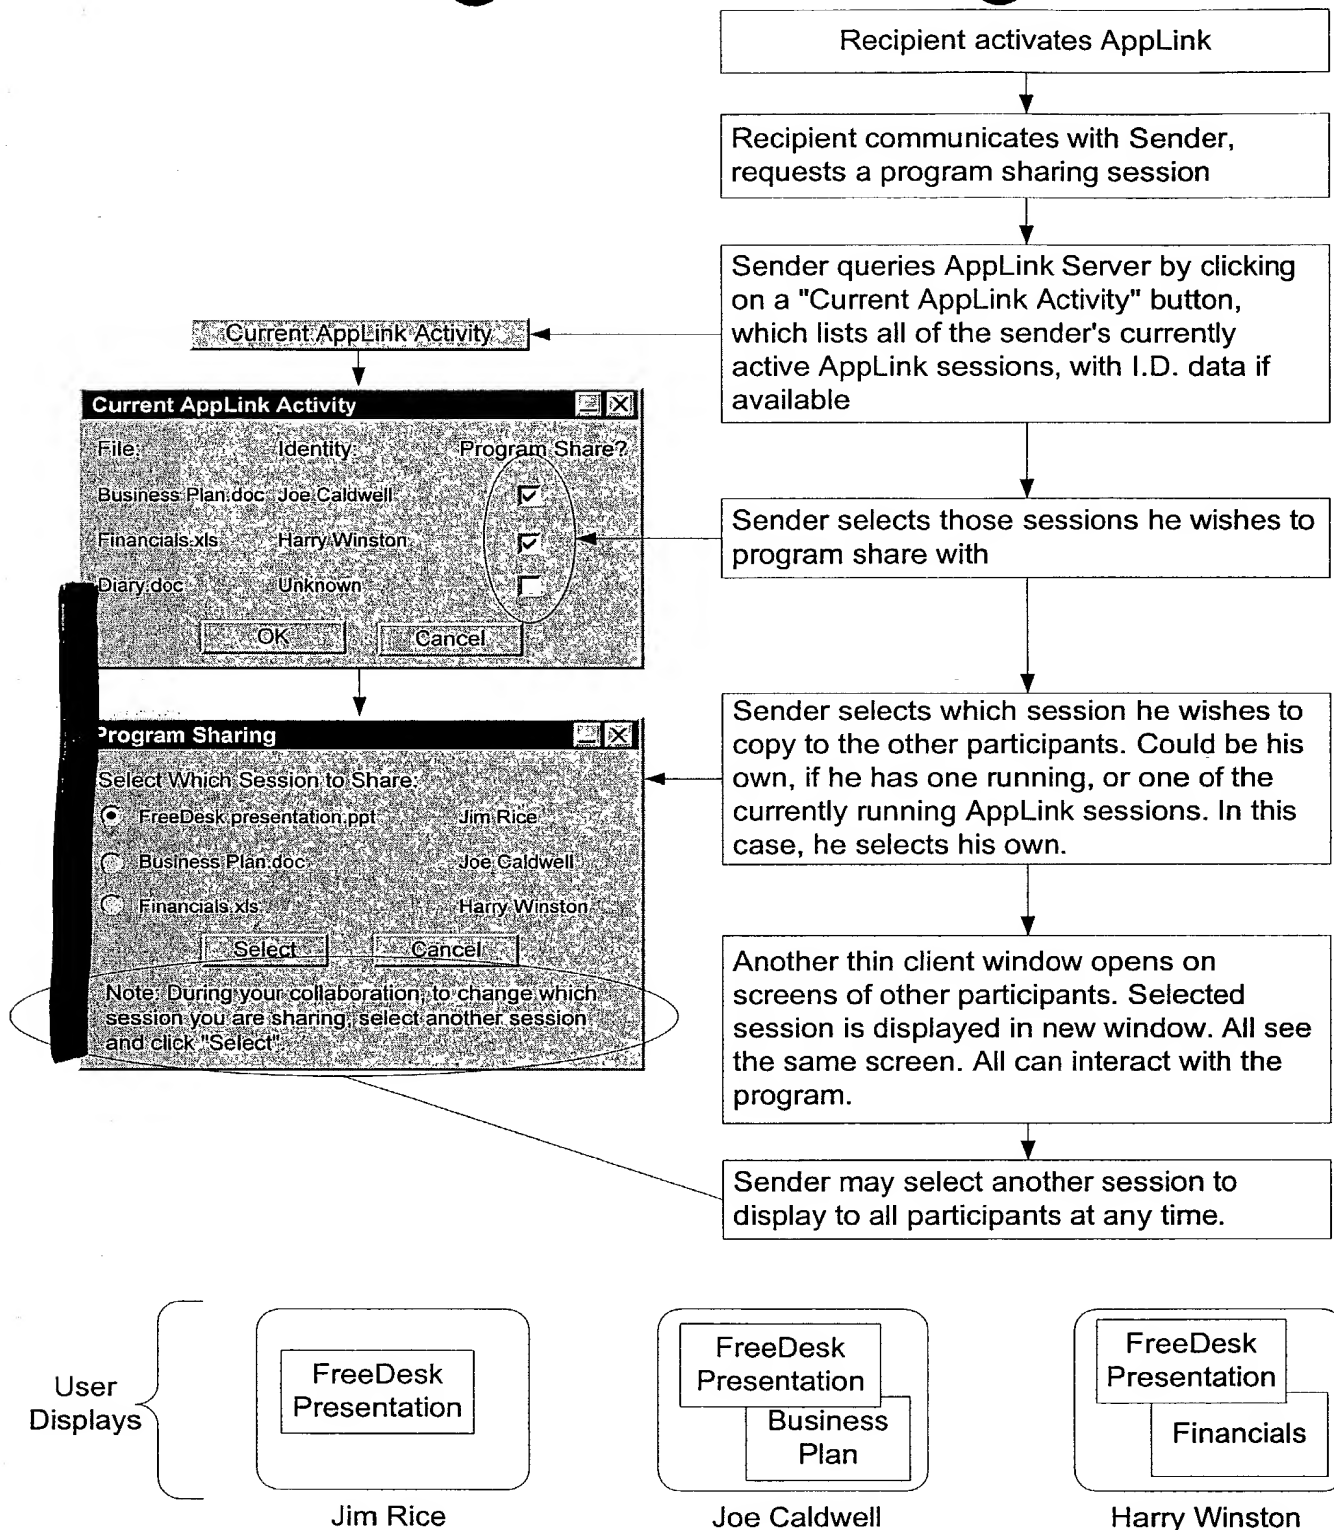 Recipient activates AppLink
Recipient communicates with Sender,
requests a program sharing session
Sender queries AppLink Server by clicking
on a "Current AppLink Activity" button,
which lists all of the sender's currently
active AppLink sessions, with I.D. data if
available
Current AppLink Activity
Current AppLink Activity
File: Identity: Program Share?
Business Plan.doc Joe Caldwell
Financials.xls Harry Winston
Diary.doc Unknown
OK Cancel
Sender selects those sessions he wishes to
program share with
Sender selects which session he wishes to
copy to the other participants. Could be his
own, if he has one running, or one of the
currently running AppLink sessions. In this
case, he selects his own.
Program Sharing
Select Which Session to Share:
FreeDesk presentation.ppt Jim Rice
Business Plan.doc Joe Caldwell
Financials.xls Harry Winston
Select Cancel
Note: During your collaboration, to change which
session you are sharing, select another session
and click "Select".
Another thin client window opens on
screens of other participants. Selected
session is displayed in new window. All see
the same screen. All can interact with the
program.
Sender may select another session to
display to all participants at any time.
User
Displays
FreeDesk
Presentation
Jim Rice
FreeDesk
Presentation
Business
Plan
Joe Caldwell
FreeDesk
Presentation
Financials
Harry Winston